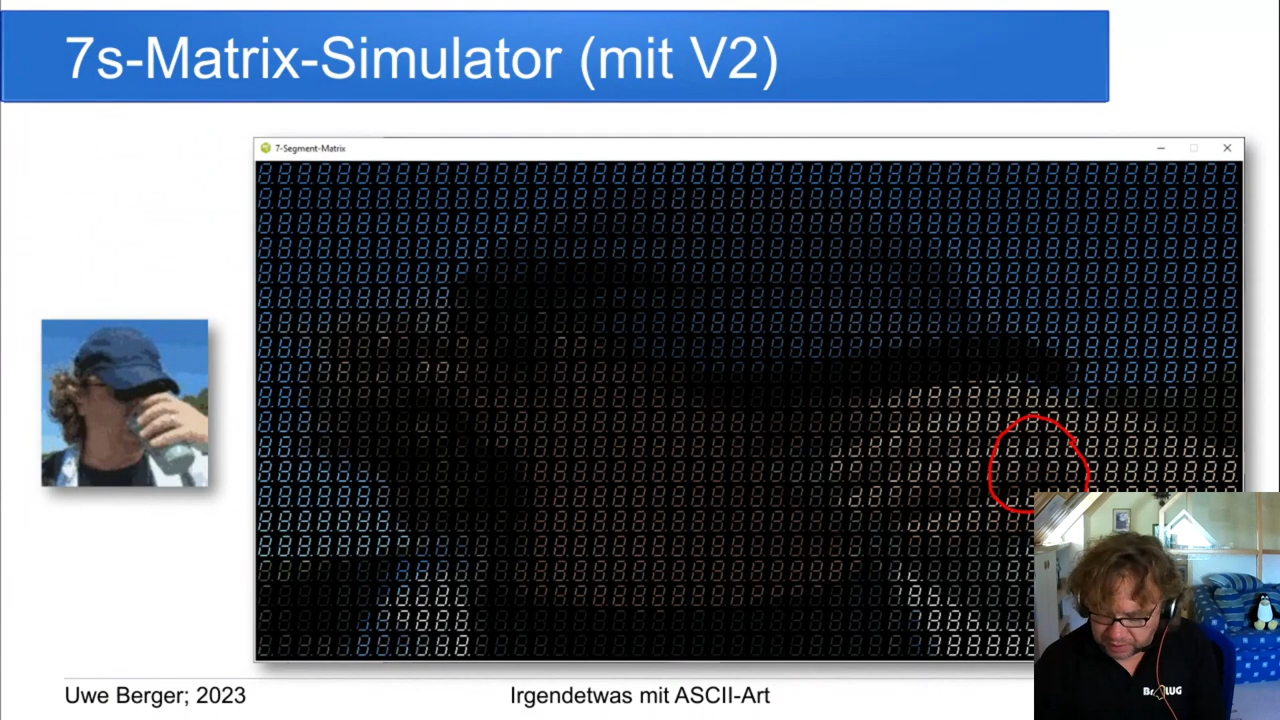 7s-Matrix-Simulator (mit V2)
7-Segment-Matrix
Uwe Berger; 2023
Irgendetwas mit ASCII-Art